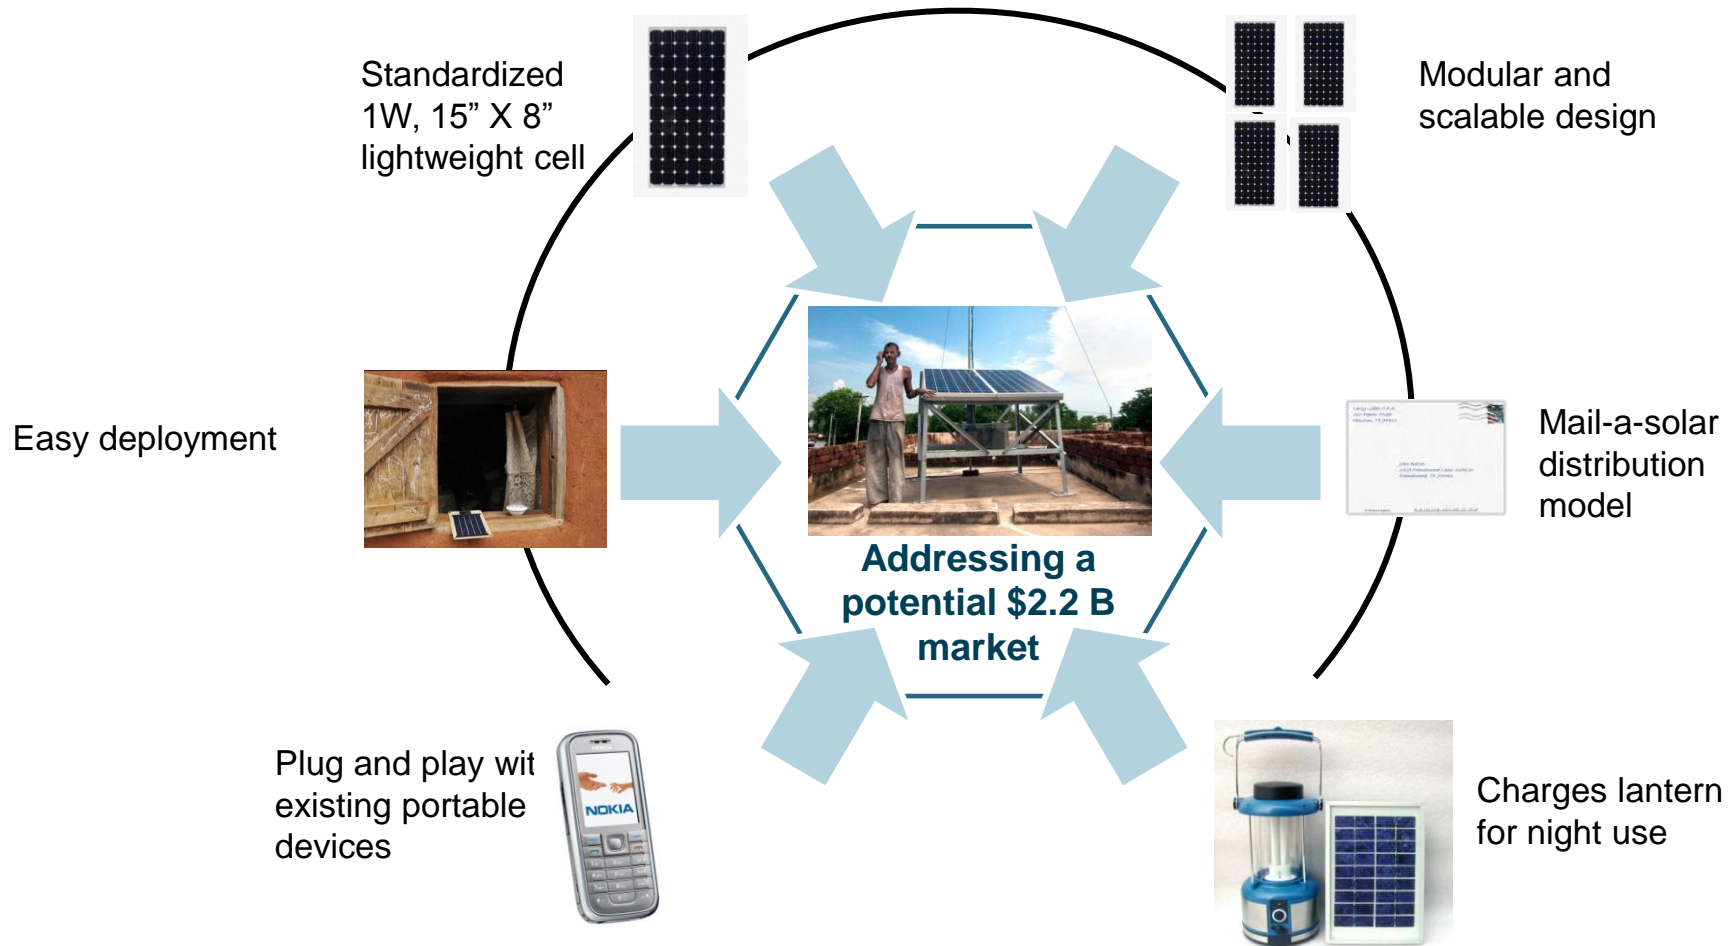 Standardized
1W, 15” X 8”
lightweight cell
Modular and
scalable design
Easy deployment
Mail-a-solar
distribution
model
Addressing a
potential $2.2 B
market
Plug and play wit
existing portable
devices
NOKIA
Charges lantern
for night use